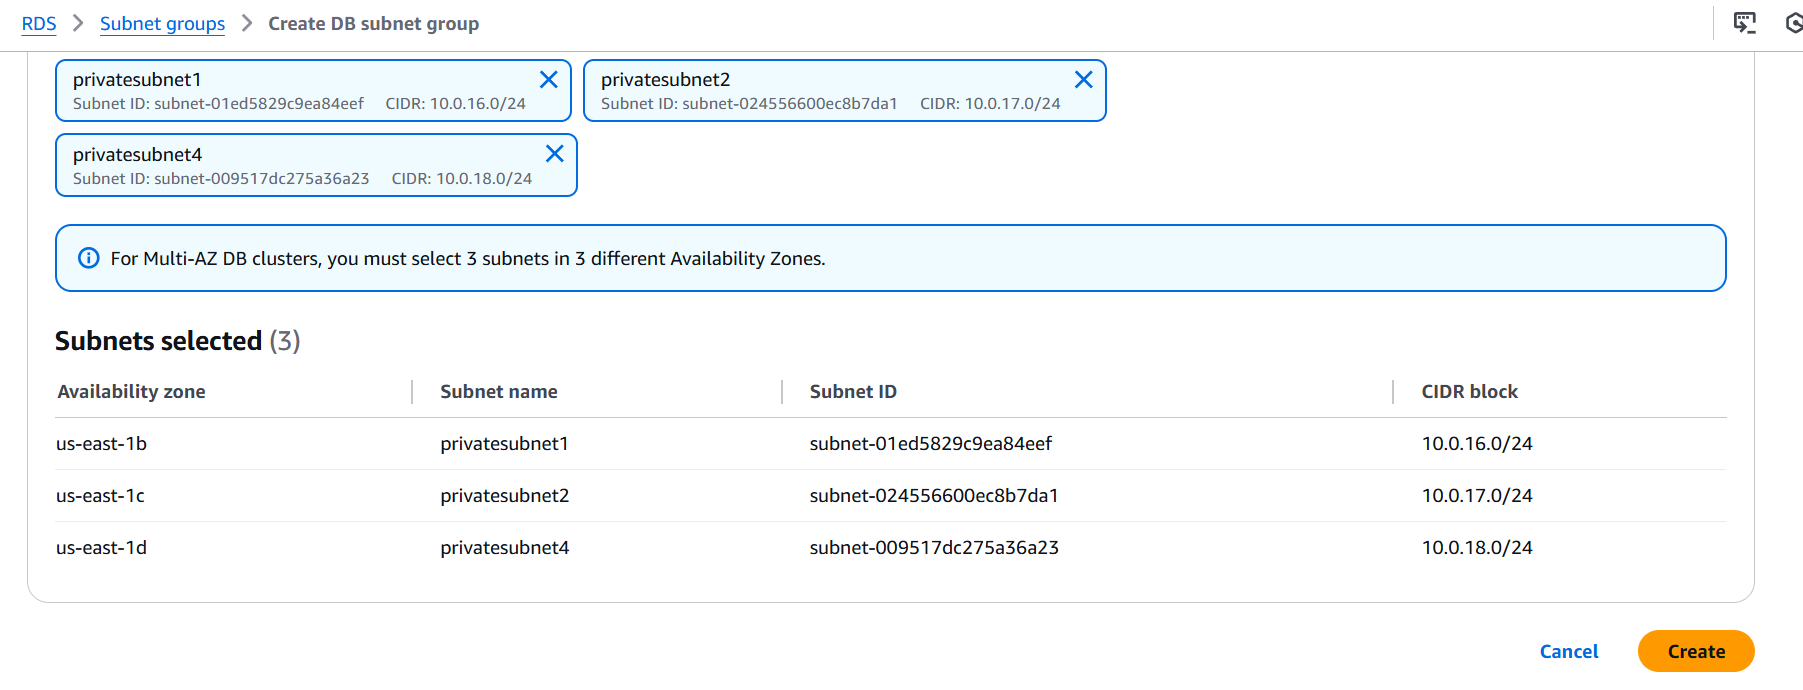 RDS > Subnet groups > Create DB subnet group
privatesubnet1
Subnet ID: subnet-01ed5829c9ea84eef CIDR: 10.0.16.0/24
privatesubnet2
Subnet ID: subnet-024556600ec8b7da1 CIDR: 10.0.17.0/24
privatesubnet4
Subnet ID: subnet-009517dc275a36a23 CIDR: 10.0.18.0/24
For Multi-AZ DB clusters, you must select 3 subnets in 3 different Availability Zones.
Subnets selected (3)
Availability zone Subnet name Subnet ID CIDR block
us-east-1b privatesubnet1 subnet-01ed5829c9ea84eef 10.0.16.0/24
us-east-1c privatesubnet2 subnet-024556600ec8b7da1 10.0.17.0/24
us-east-1d privatesubnet4 subnet-009517dc275a36a23 10.0.18.0/24
Cancel Create